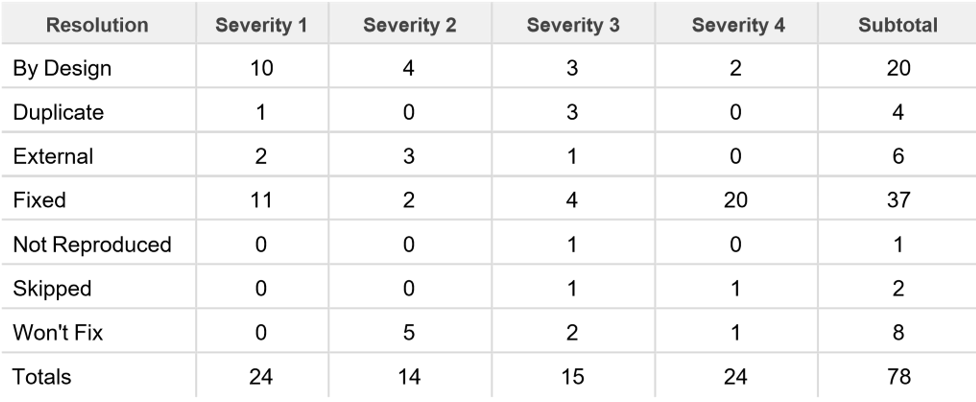 Resolution Severity 1 Severity 2 Severity 3 Severity 4 Subtotal
By Design 10 4 3 2 20
Duplicate 1 0 3 0 4
External 2 3 1 0 6
Fixed 11 2 4 20 37
Not Reproduced 0 0 1 0 1
Skipped 0 0 1 1 2
Won't Fix 0 5 2 1 8
Totals 24 14 15 24 78